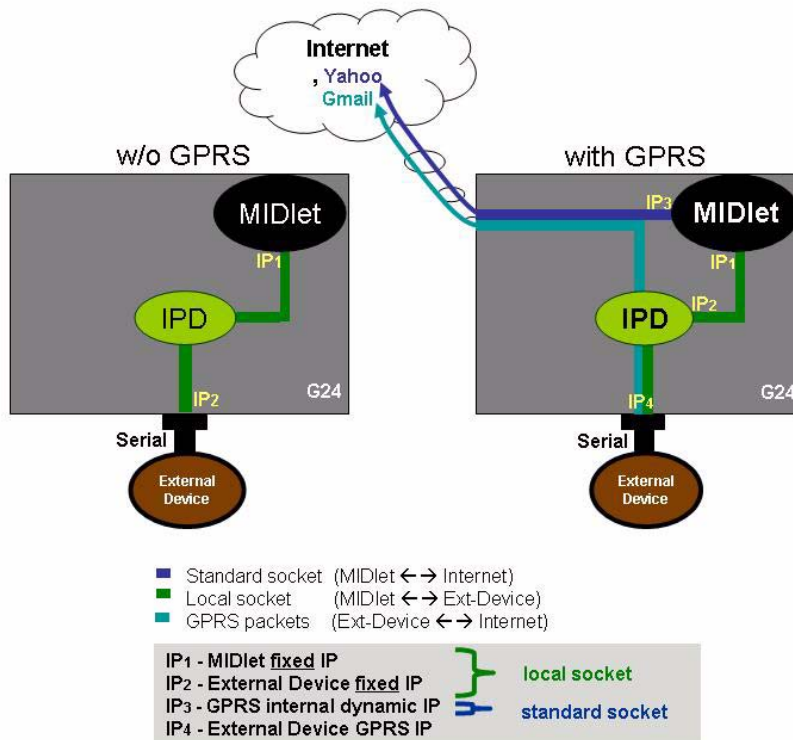 Internet
, Yahoo
Gmail
w/o GPRS
with GPRS
MIDlet
IP1
IPD
IP2
G24
Serial
External
Device
IP3
MIDlet
IP1
IP2
IPD
IP4
G24
Serial
External
Device
Standard socket (MIDlet ←→ Internet)
Local socket (MIDlet ←→ Ext-Device)
GPRS packets (Ext-Device ←→ Internet)
IP1 - MIDlet fixed IP
IP2 - External Device fixed IP
local socket
IP3 - GPRS internal dynamic IP
standard socket
IP4 - External Device GPRS IP